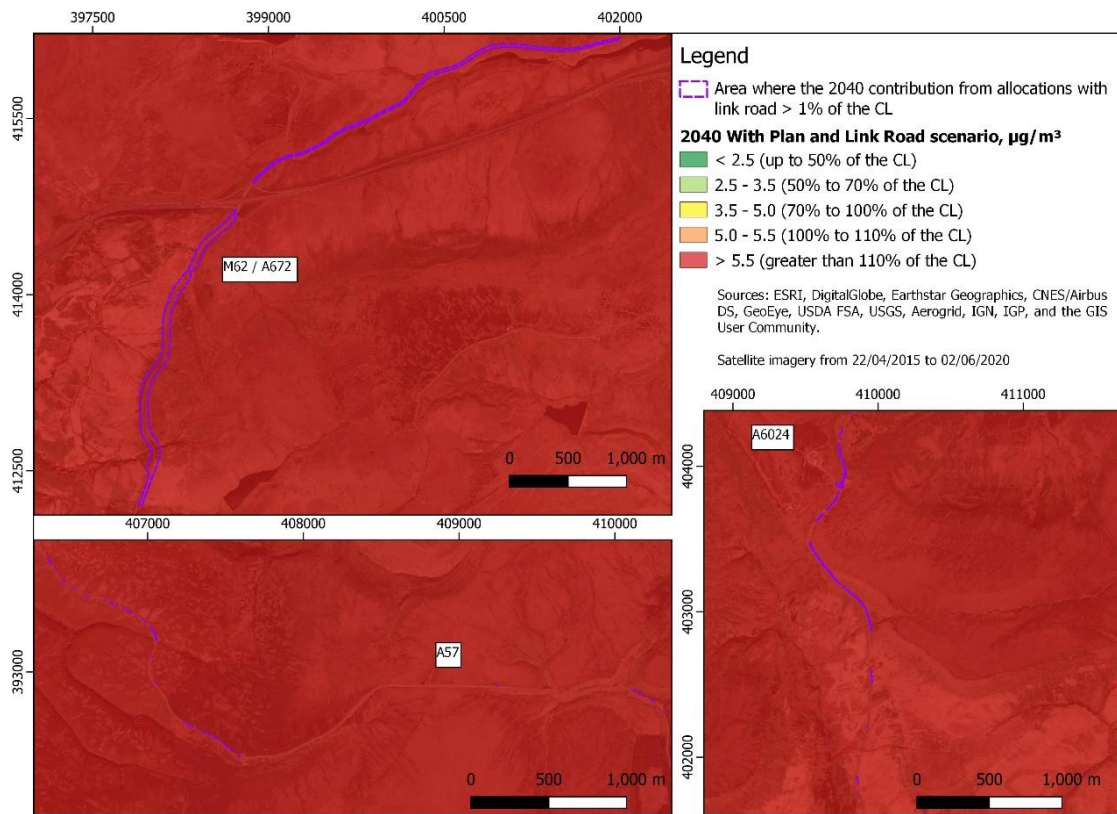 397500 399000 400500 402000
415500
414000
412500
M62 / A672
0 500 1,000 m
Legend
Area where the 2040 contribution from allocations with
link road > 1% of the CL
2040 With Plan and Link Road scenario, µg/m³
< 2.5 (up to 50% of the CL)
2.5 - 3.5 (50% to 70% of the CL)
3.5 - 5.0 (70% to 100% of the CL)
5.0 - 5.5 (100% to 110% of the CL)
> 5.5 (greater than 110% of the CL)
Sources: ESRI, DigitalGlobe, Earthstar Geographics, CNES/Airbus
DS, GeoEye, USDA FSA, USGS, Aerogrid, IGN, IGP, and the GIS
User Community.
Satellite imagery from 22/04/2015 to 02/06/2020
407000 408000 409000 410000
393000
A57
0 500 1,000 m
409000 410000 411000
404000
403000
402000
A6024
0 500 1,000 m